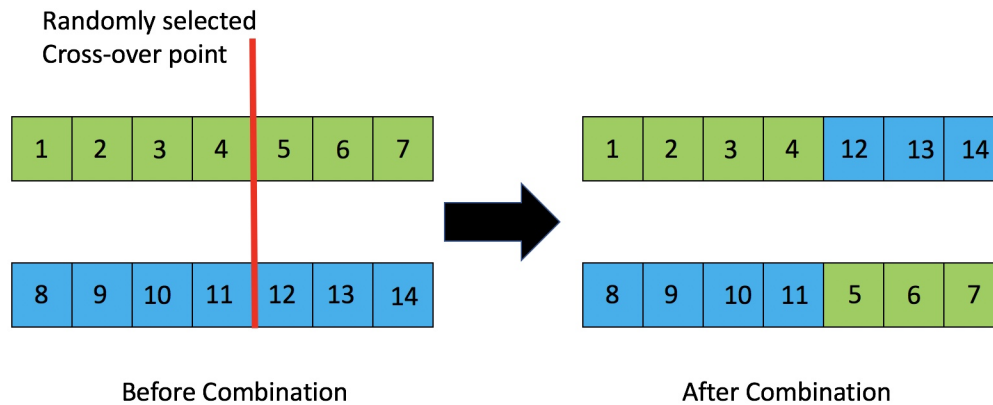 Randomly selected
Cross-over point
1 2 3 4 5 6 7
1 2 3 4 12 13 14
8 9 10 11 12 13 14
8 9 10 11 5 6 7
Before Combination
After Combination